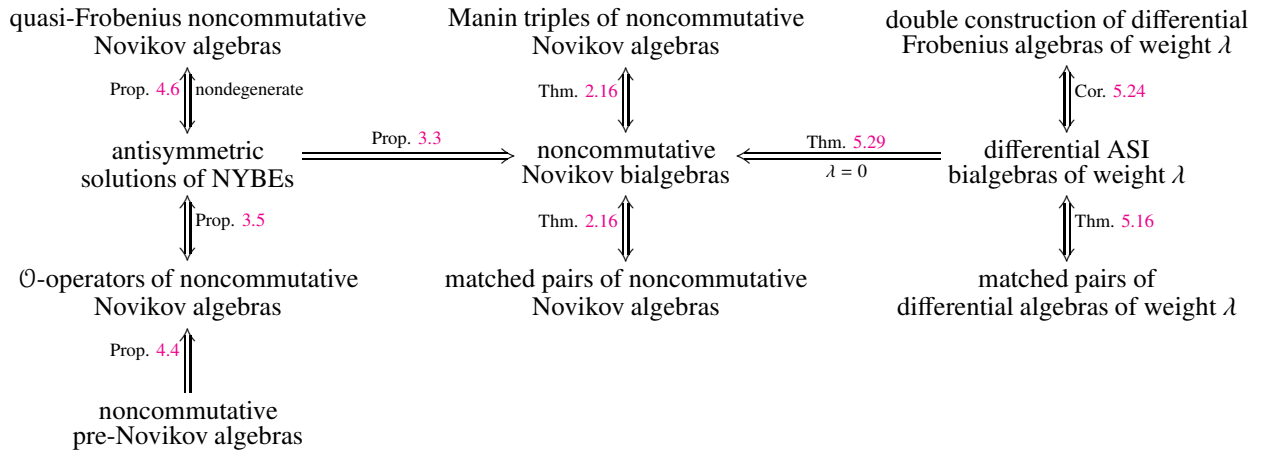 quasi-Frobenius noncommutative
Novikov algebras
Manin triples of noncommutative
Novikov algebras
double construction of differential
Frobenius algebras of weight λ
Prop. 4.6
nondegenerate
Thm. 2.16
Cor. 5.24
antisymmetric
solutions of NYBEs
Prop. 3.3
noncommutative
Novikov bialgebras
Thm. 5.29
λ = 0
differential ASI
bialgebras of weight λ
Prop. 3.5
Thm. 2.16
Thm. 5.16
𝒪-operators of noncommutative
Novikov algebras
matched pairs of noncommutative
Novikov algebras
matched pairs of
differential algebras of weight λ
Prop. 4.4
noncommutative
pre-Novikov algebras